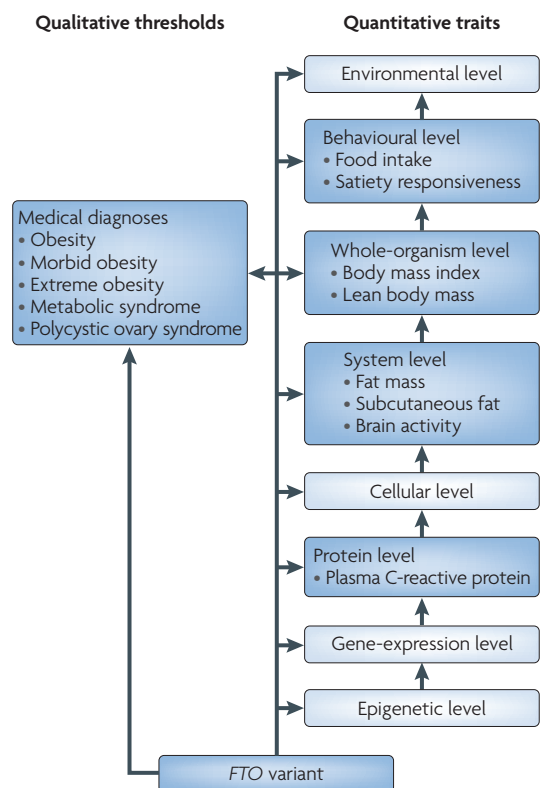 Qualitative thresholds
Quantitative traits
Environmental level
Behavioural level
• Food intake
• Satiety responsiveness
Medical diagnoses
• Obesity
• Morbid obesity
• Extreme obesity
• Metabolic syndrome
• Polycystic ovary syndrome
Whole-organism level
• Body mass index
• Lean body mass
System level
• Fat mass
• Subcutaneous fat
• Brain activity
Cellular level
Protein level
• Plasma C-reactive protein
Gene-expression level
Epigenetic level
FTO variant